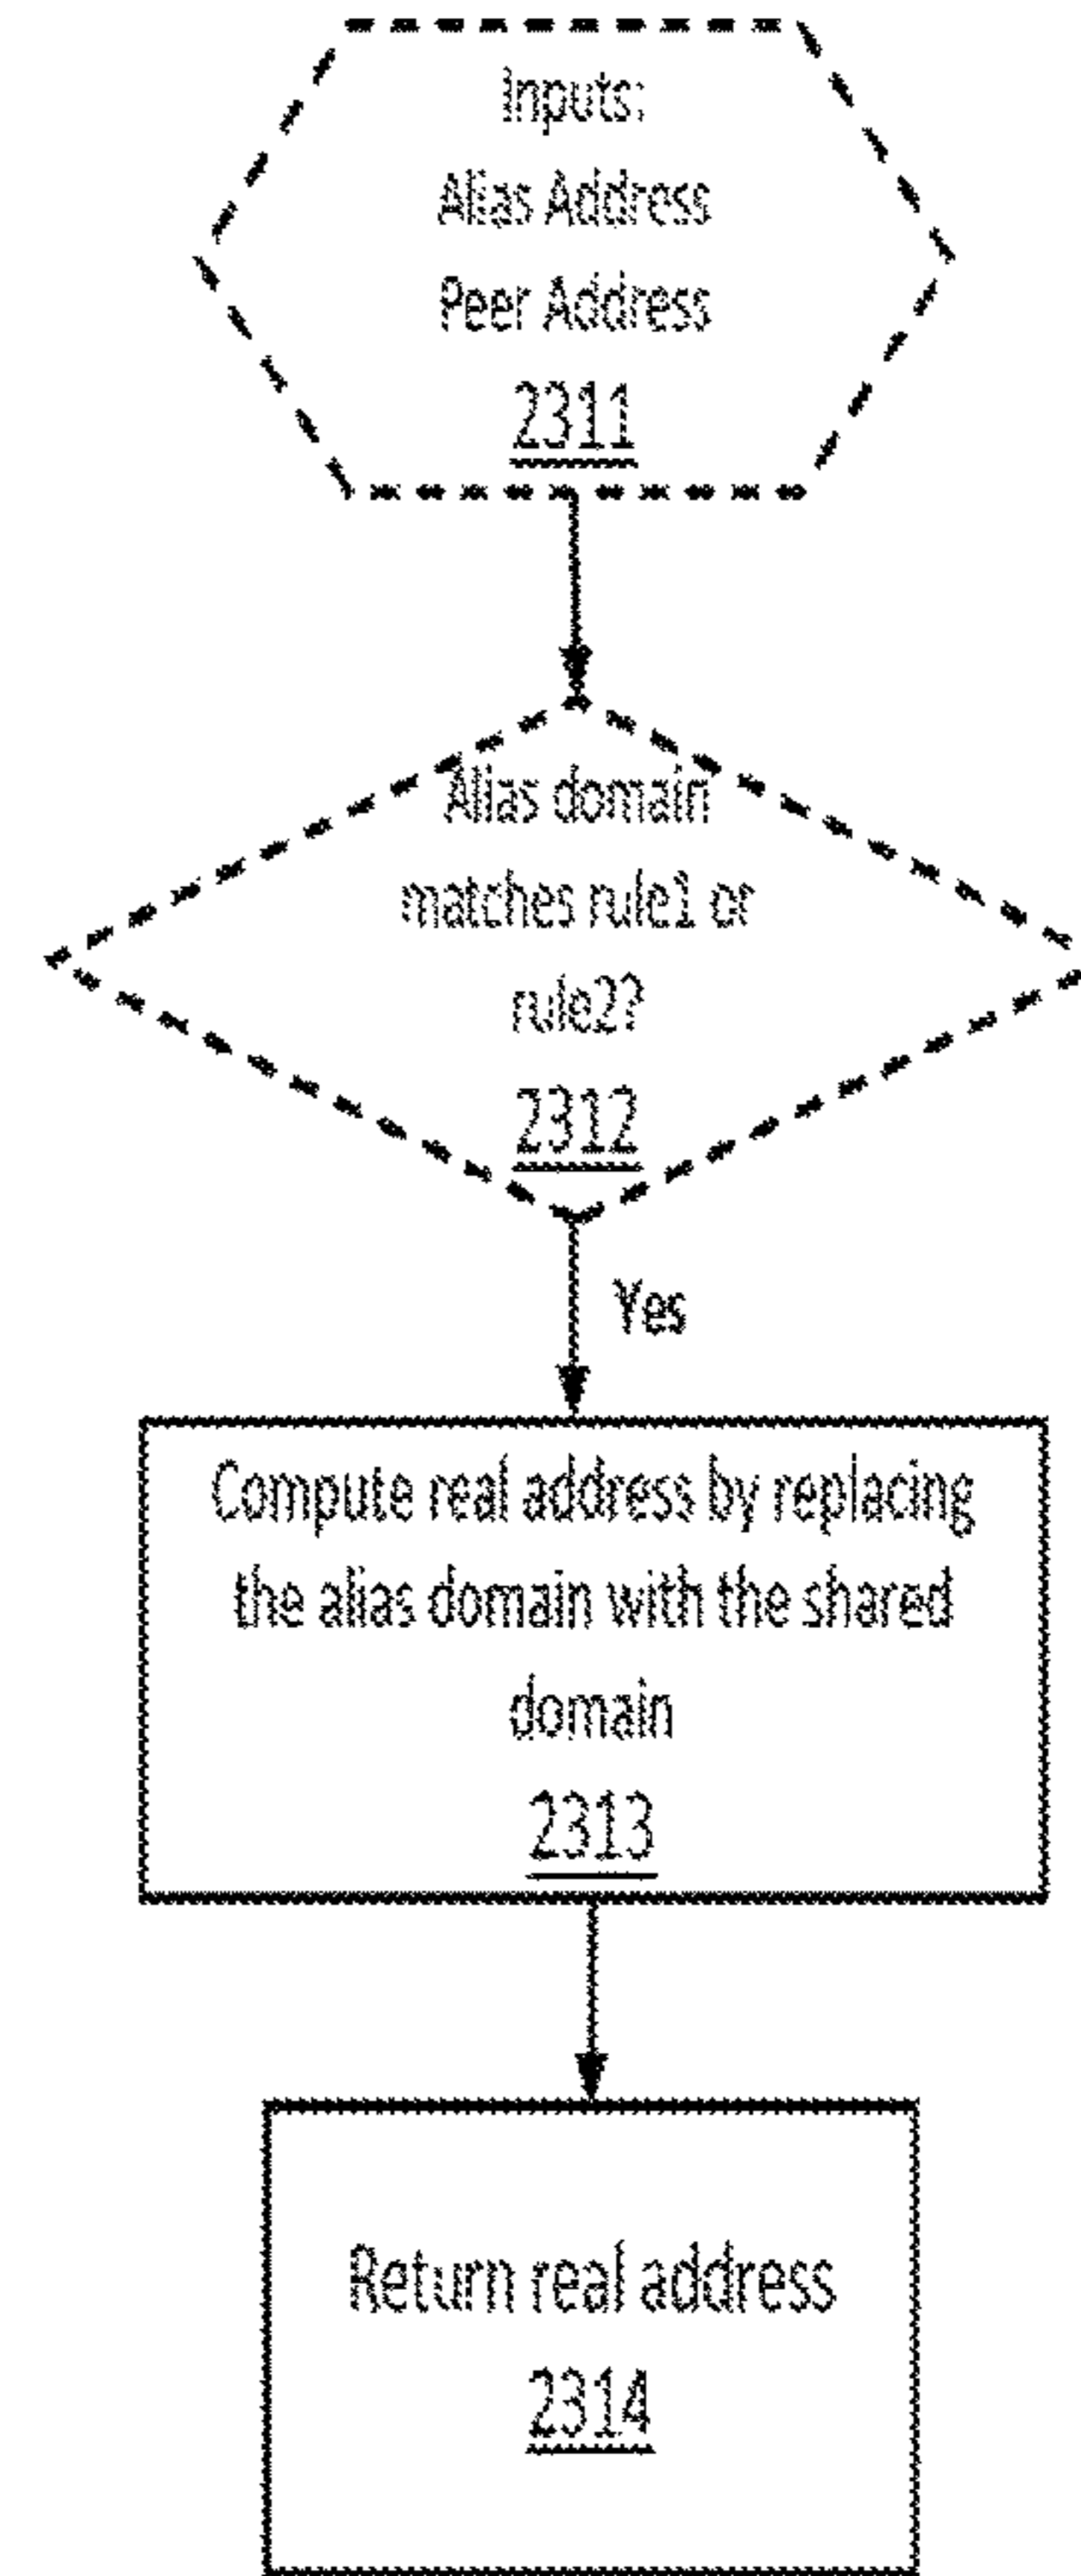 Inputs:
Alias Address
Peer Address
2311
Alias domain
matches rule1 or
rule2?
2312
Yes
Compute real address by replacing
the alias domain with the shared
domain
2313
Return real address
2314